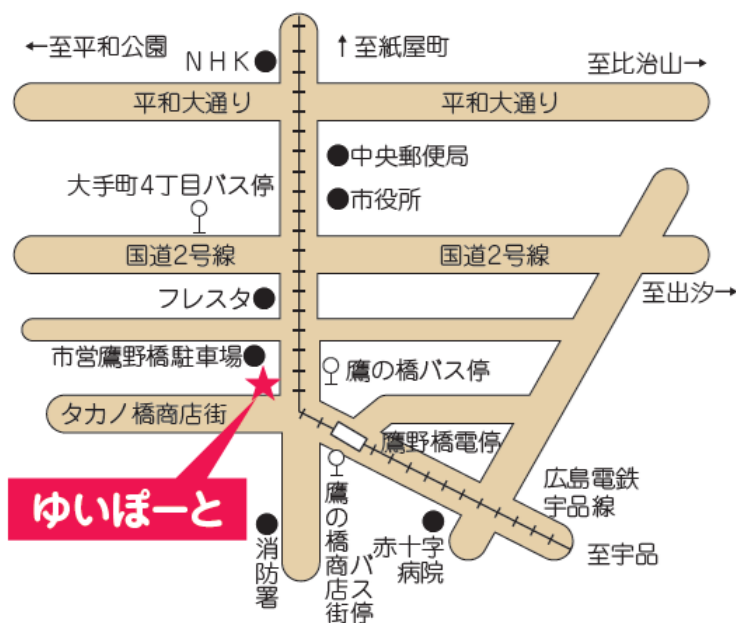 ←至平和公園
NHK
↑至紙屋町
至比治山→
平和大通り
平和大通り
中央郵便局
大手町4丁目バス停
市役所
国道2号線
国道2号線
至出汐→
フレスタ
市営鷹野橋駐車場
鷹の橋バス停
タカノ橋商店街
鷹野橋電停
ゆいぽーと
広島電鉄
宇品線
消防署
鷹の橋商店街
バス停
赤十字
病院
至宇品